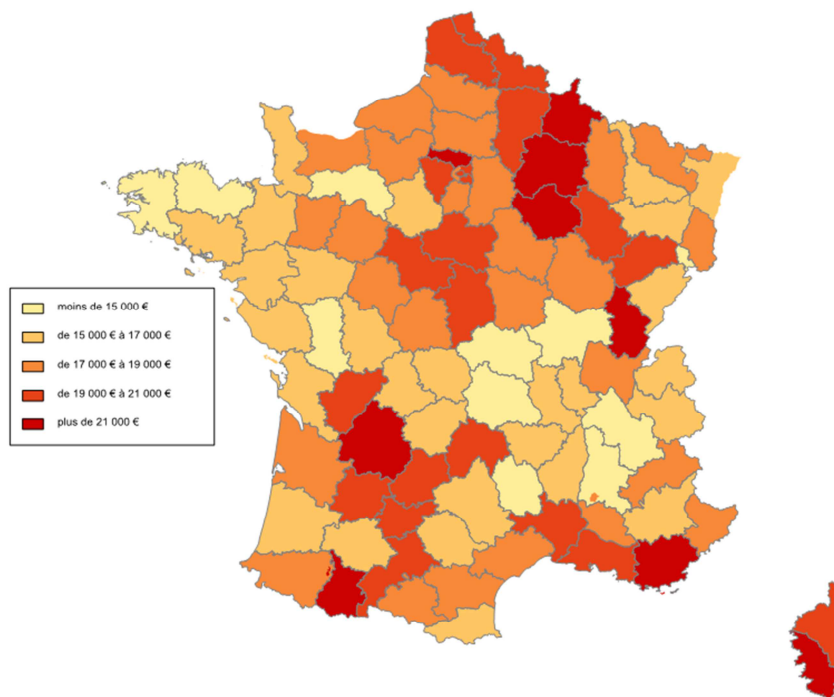 moins de 15 000 €
de 15 000 € à 17 000 €
de 17 000 € à 19 000 €
de 19 000 € à 21 000 €
plus de 21 000 €